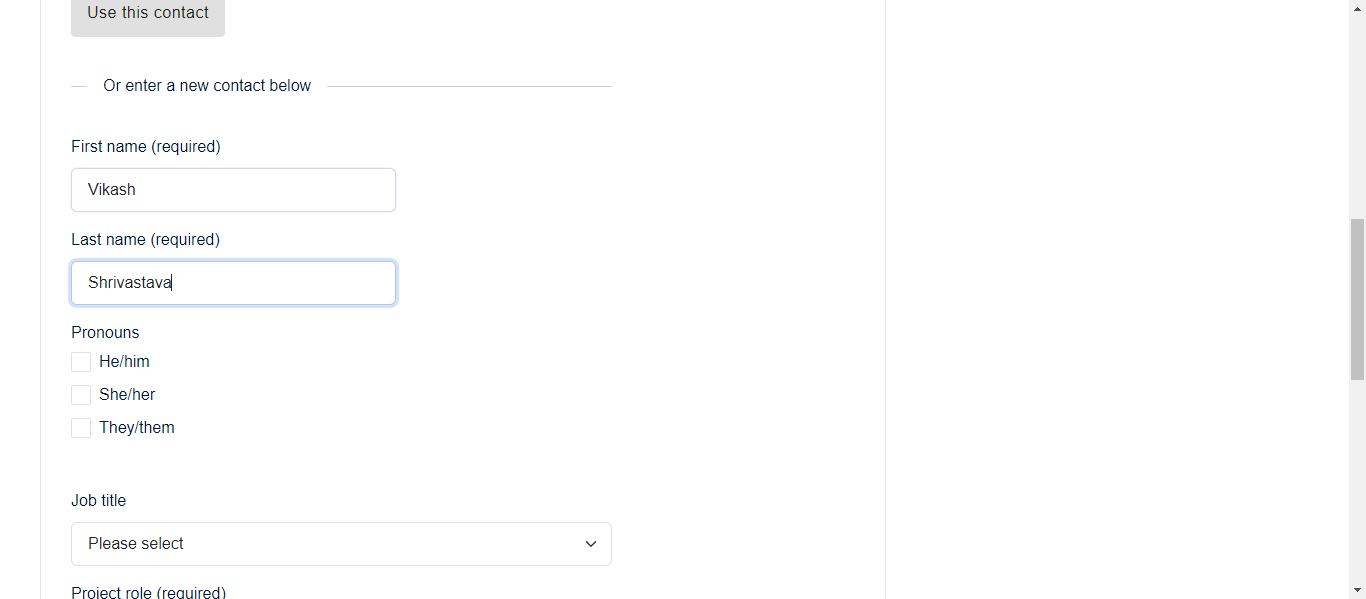 Use this contact
Or enter a new contact below
First name (required)
Vikash
Last name (required)
Shrivastava
Pronouns
He/him
She/her
They/them
Job title
Please select
Project role (required)